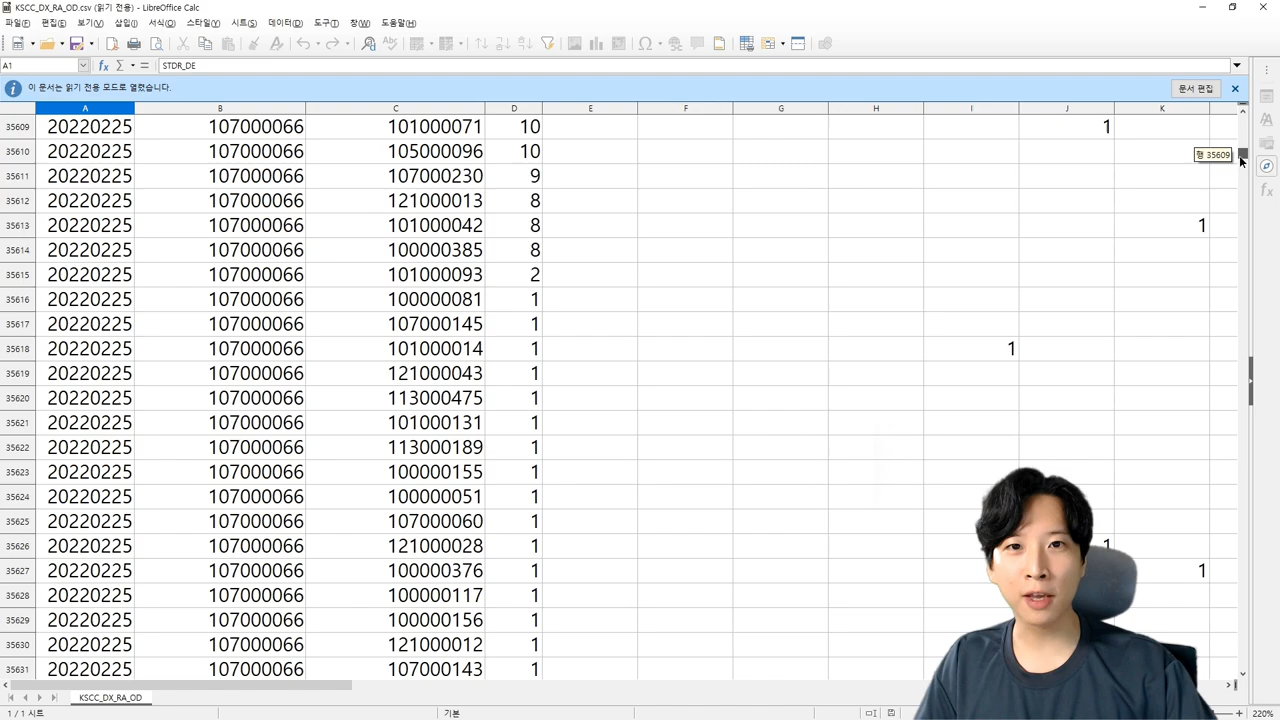 KSCC_DX_RA_OD.csv (읽기 전용) - LibreOffice Calc
파일(F) 편집(E) 보기(V) 삽입(I) 서식(O) 스타일(Y) 시트(S) 데이터(D) 도구(T) 창(W) 도움말(H)
A1 STDR_DE
이 문서는 읽기 전용 모드로 열렸습니다. 문서 편집
A B C D E F G H I J K
35609 20220225 107000066 101000071 10 1
35610 20220225 107000066 105000096 10
행 35609
35611 20220225 107000066 107000230 9
35612 20220225 107000066 121000013 8
35613 20220225 107000066 101000042 8 1
35614 20220225 107000066 100000385 8
35615 20220225 107000066 101000093 2
35616 20220225 107000066 100000081 1
35617 20220225 107000066 107000145 1
35618 20220225 107000066 101000014 1 1
35619 20220225 107000066 121000043 1
35620 20220225 107000066 113000475 1
35621 20220225 107000066 101000131 1
35622 20220225 107000066 113000189 1
35623 20220225 107000066 100000155 1
35624 20220225 107000066 100000051 1
35625 20220225 107000066 107000060 1
35626 20220225 107000066 121000028 1 1
35627 20220225 107000066 100000376 1 1
35628 20220225 107000066 100000117 1
35629 20220225 107000066 100000156 1
35630 20220225 107000066 121000012 1
35631 20220225 107000066 107000143 1
KSCC_DX_RA_OD
1 / 1 시트 기본 220%